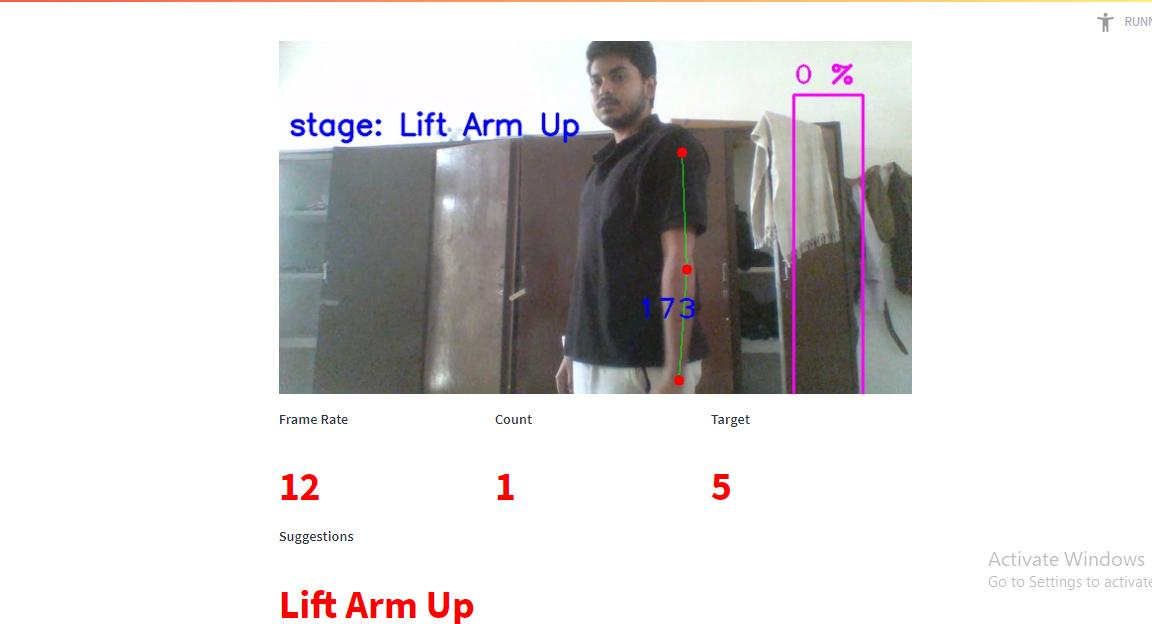 RUNN
0 %
stage: Lift Arm Up
173
Frame Rate
Count
Target
12
1
5
Suggestions
Activate Windows
Go to Settings to activate
Lift Arm Up